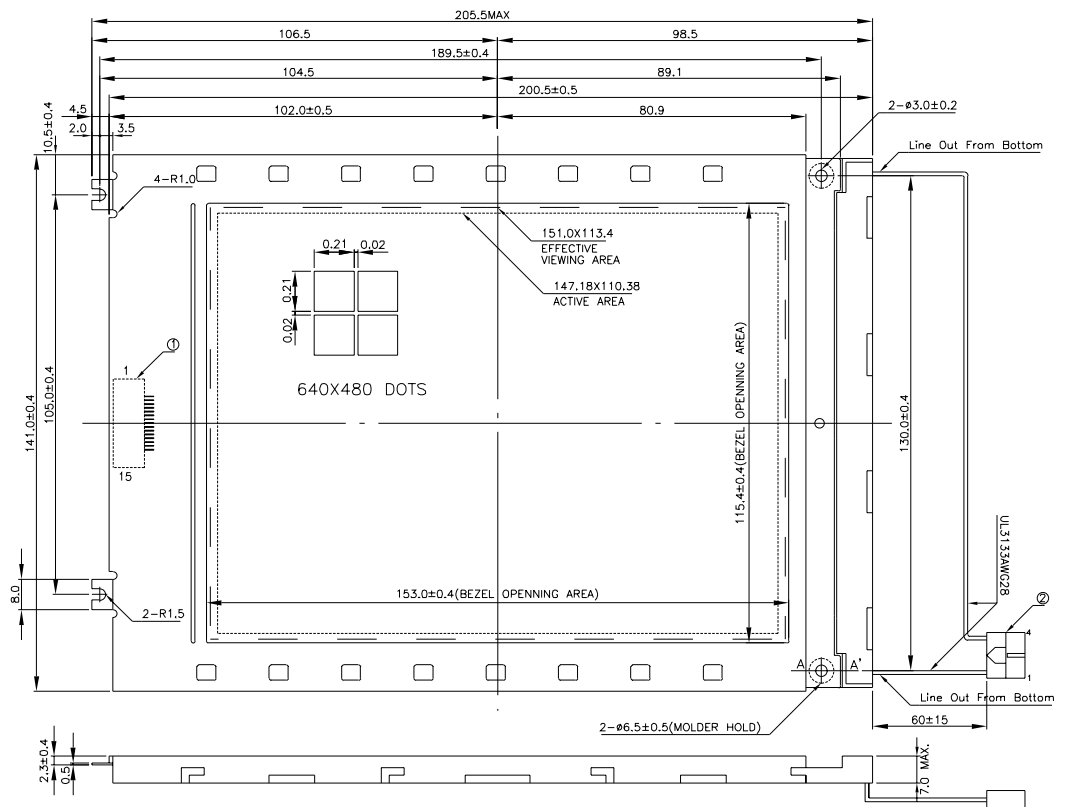 205.5MAX
106.5
98.5
189.5±0.4
104.5
89.1
200.5±0.5
4.5
102.0±0.5
80.9
2.0
3.5
10.5±0.4
2-ø3.0±0.2
Line Out From Bottom
4-R1.0
0.21
0.02
151.0X113.4
EFFECTIVE
VIEWING AREA
147.18X110.38
ACTIVE AREA
0.21
0.02
①
1
640X480 DOTS
15
141.0±0.4
105.0±0.4
115.4±0.4(BEZEL OPENNING AREA)
130.0±0.4
UL3133AWG28
8.0
153.0±0.4(BEZEL OPENNING AREA)
2-R1.5
②
4
1
A
A'
Line Out From Bottom
60±15
2-ø6.5±0.5(MOLDER HOLD)
2.3±0.4
0.5
7.0 MAX.